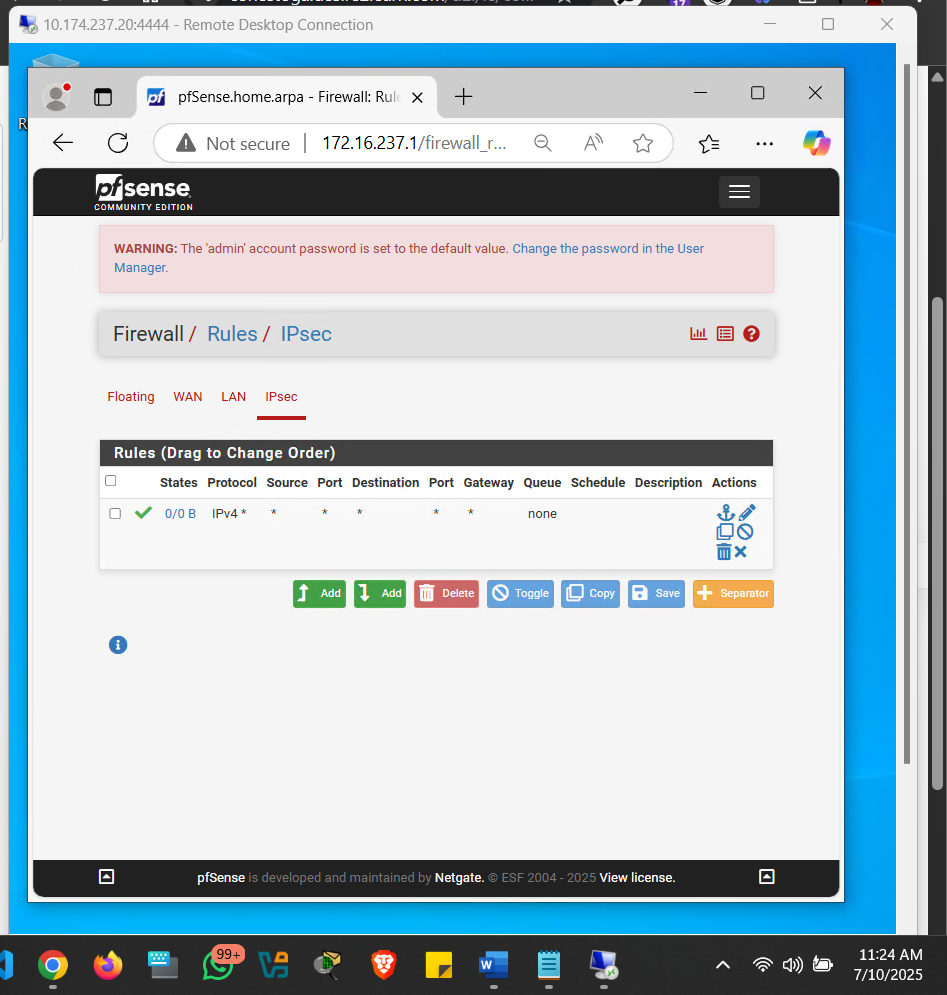 10.174.237.20:4444 - Remote Desktop Connection
pfSense.home.arpa - Firewall: Rul
Not secure
172.16.237.1/firewall_r...
pfsense
COMMUNITY EDITION
WARNING: The 'admin' account password is set to the default value. Change the password in the User
Manager.
Firewall / Rules / IPsec
Floating WAN LAN IPsec
Rules (Drag to Change Order)
States Protocol Source Port Destination Port Gateway Queue Schedule Description Actions
0/0 B IPv4 * * * * * * none
Add Add Delete Toggle Copy Save Separator
pfSense is developed and maintained by Netgate. © ESF 2004 - 2025 View license.
99+
11:24 AM
7/10/2025